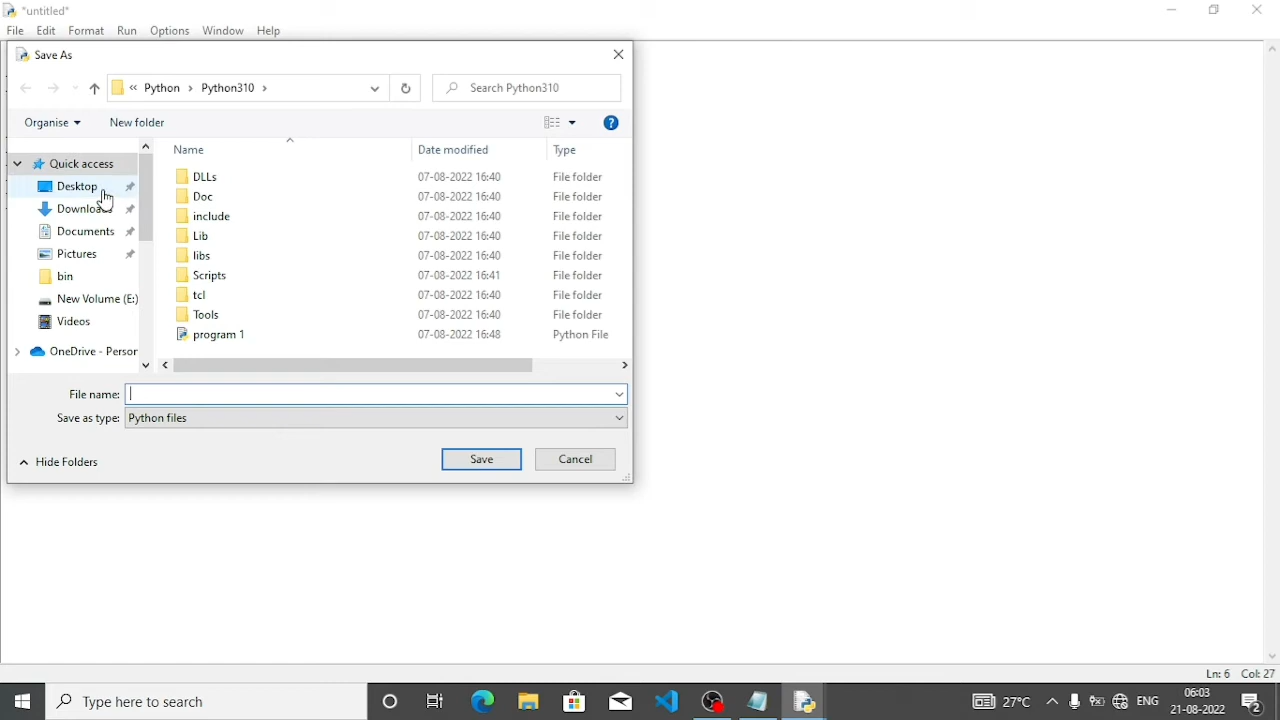 *untitled*
File Edit Format Run Options Window Help
Save As
« Python › Python310 ›
Search Python310
Organise New folder
Name Date modified Type
Quick access
Desktop
Documents
Pictures
bin
New Volume (E:)
Videos
OneDrive - Person
DLLs 07-08-2022 16:40 File folder
Doc 07-08-2022 16:40 File folder
include 07-08-2022 16:40 File folder
Lib 07-08-2022 16:40 File folder
libs 07-08-2022 16:40 File folder
Scripts 07-08-2022 16:41 File folder
tcl 07-08-2022 16:40 File folder
Tools 07-08-2022 16:40 File folder
program 1 07-08-2022 16:48 Python File
File name:
Save as type: Python files
Hide Folders
Save Cancel
Ln: 6 Col: 27
Type here to search
27°C
ENG
06:03
21-08-2022
2